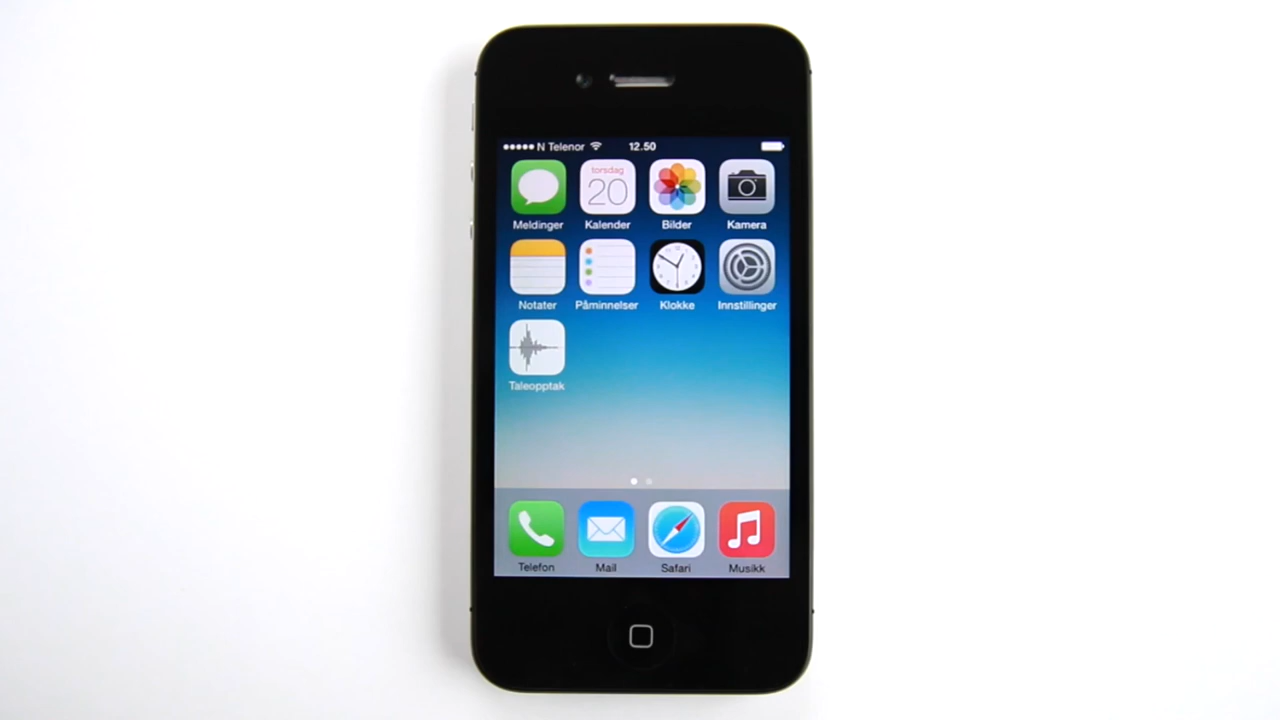 N Telenor 12.50
torsdag
20
Meldinger Kalender Bilder Kamera
Notater Påminnelser Klokke Innstillinger
Taleopptak
Telefon Mail Safari Musikk